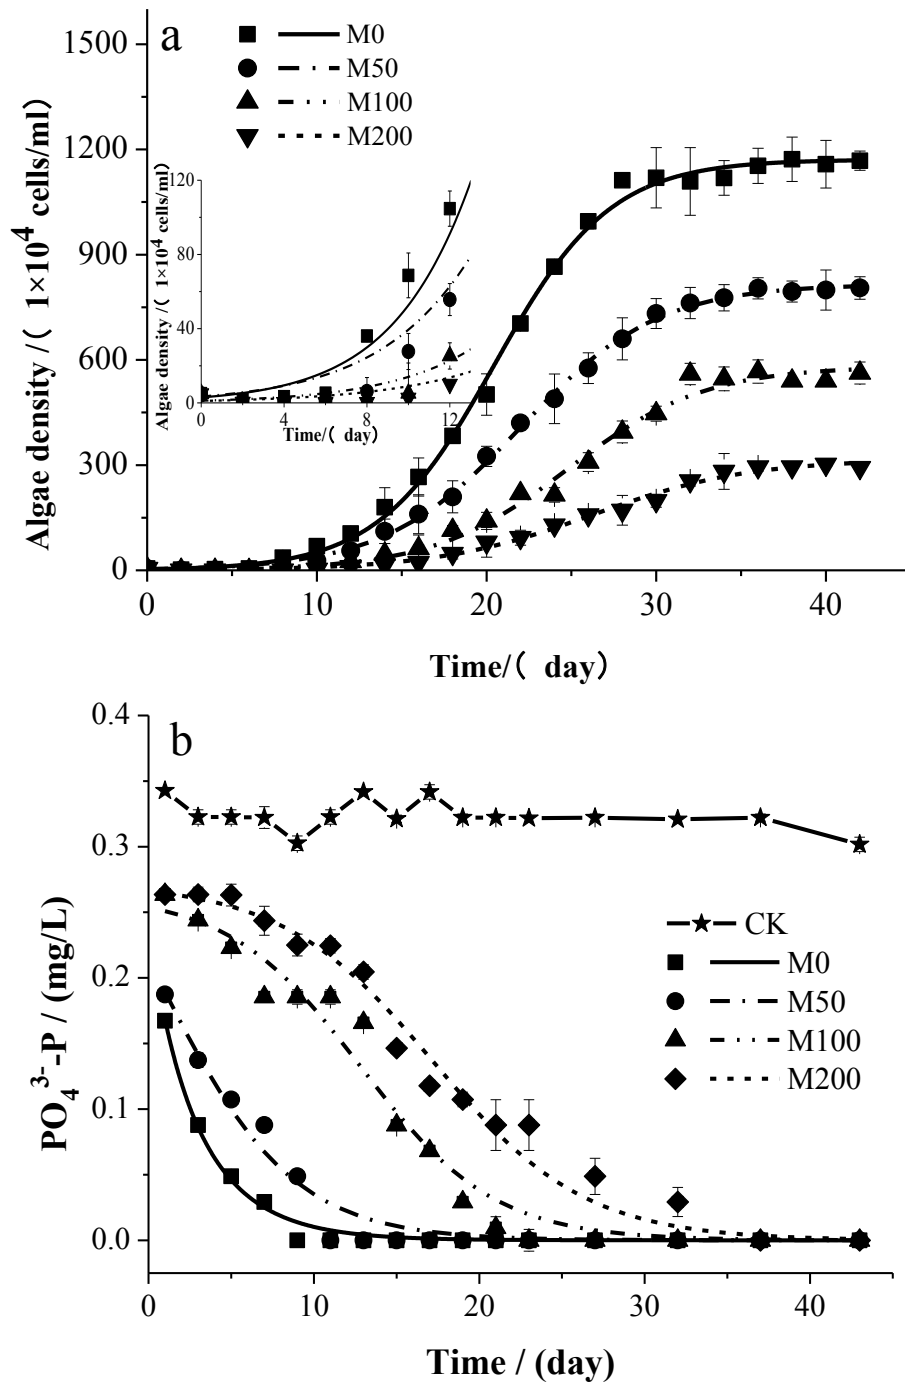 a
M0
M50
M100
M200
1500
1200
900
600
300
0
Algae density /( 1×10⁴ cells/ml)
120
80
40
0
Algae density /( 1×10⁴ cells/ml)
0 4 8 12
Time/( day)
0 10 20 30 40
Time/( day)
b
0.4
0.3
0.2
0.1
0.0
PO₄³⁻-P / (mg/L)
CK
M0
M50
M100
M200
0 10 20 30 40
Time / (day)